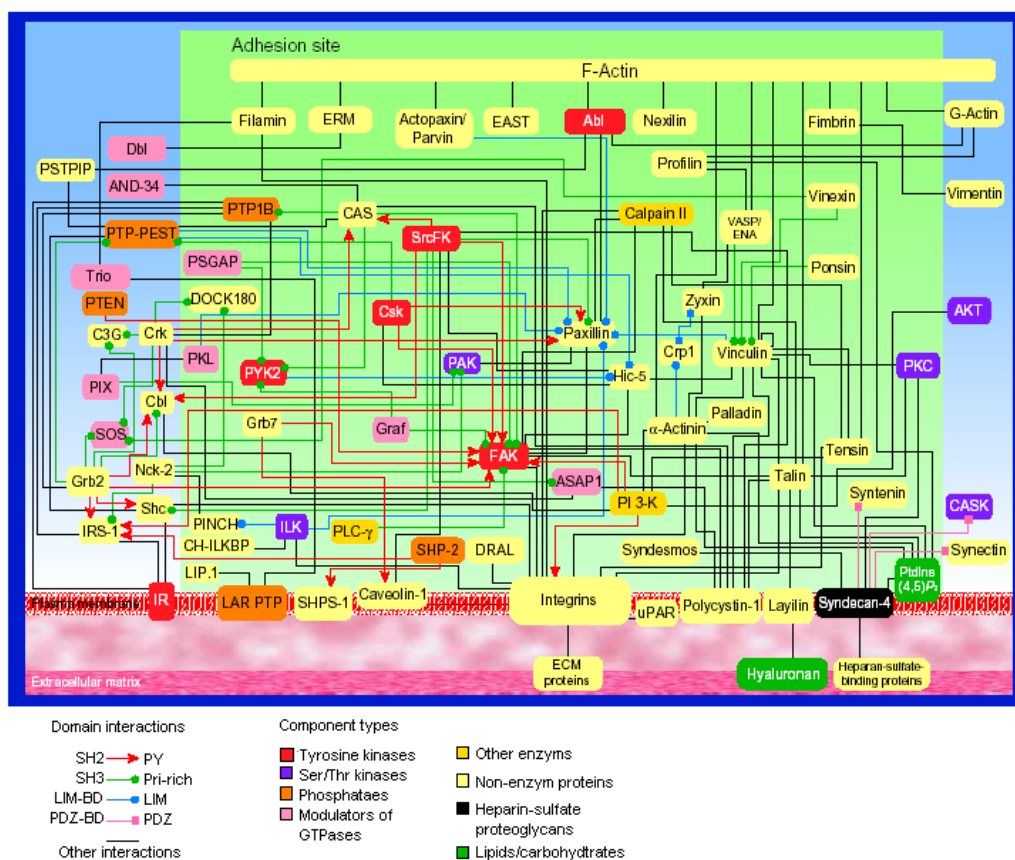 Adhesion site
F-Actin
Filamin
ERM
Actopaxin/
Parvin
EAST
Abl
Nexilin
Fimbrin
G-Actin
Dbl
PSTPIP
Profilin
AND-34
Vinexin
Vimentin
PTP1B
CAS
Calpain II
VASP/
ENA
PTP-PEST
SrcFK
PSGAP
Ponsin
Trio
PTEN
DOCK180
Csk
Zyxin
AKT
C3G
Crk
Paxillin
PKL
PYK2
PAK
Crp1
Vinculin
PKC
PIX
Hic-5
Cbl
Palladin
SOS
Grb7
Graf
α-Actinin
FAK
Tensin
Nck-2
Grb2
ASAP1
Talin
PI 3-K
Syntenin
Shc
CASK
IRS-1
PINCH
ILK
PLC-γ
CH-ILKBP
SHP-2
DRAL
Syndesmos
Synectin
LIP.1
PtdIns
(4,5)P₂
Plasma membrane
IR
LAR PTP
SHPS-1
Caveolin-1
Integrins
uPAR
Polycystin-1
Layilin
Syndecan-4
ECM
proteins
Hyaluronan
Heparan-sulfate-
binding proteins
Extracellular matrix
Domain interactions
SH2 PY
SH3 Pri-rich
LIM-BD LIM
PDZ-BD PDZ
Other interactions
Component types
Tyrosine kinases
Ser/Thr kinases
Phosphataes
Modulators of
GTPases
Other enzyms
Non-enzym proteins
Heparin-sulfate
proteoglycans
Lipids/carbohydtrates